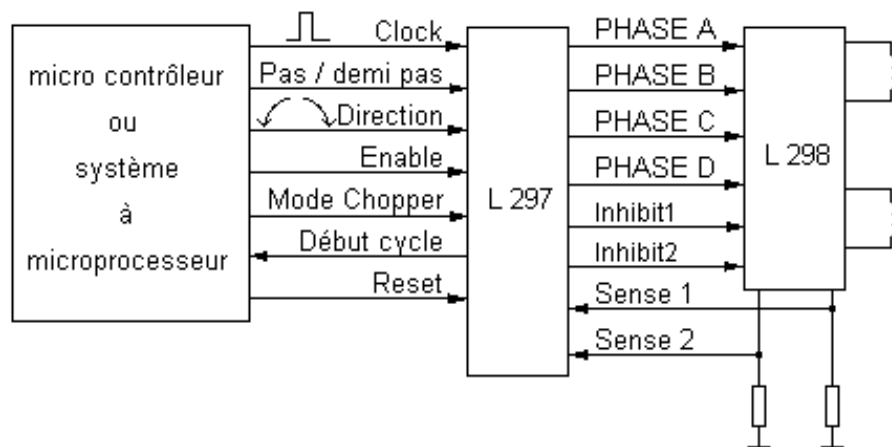 micro contrôleur
ou
système
à
microprocesseur
Clock
Pas / demi pas
Direction
Enable
Mode Chopper
Début cycle
Reset
L 297
PHASE A
PHASE B
PHASE C
PHASE D
Inhibit1
Inhibit2
Sense 1
Sense 2
L 298